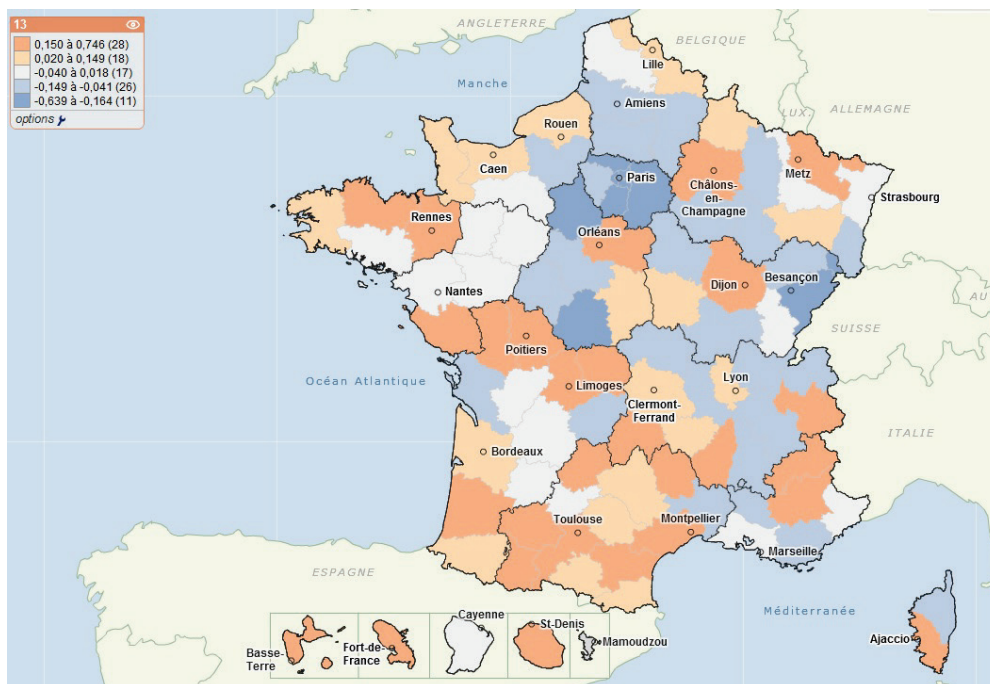 13
0,150 à 0,746 (28)
0,020 à 0,149 (18)
-0,040 à 0,018 (17)
-0,149 à -0,041 (26)
-0,639 à -0,164 (11)
options
ANGLETERRE
BELGIQUE
Lille
Manche
Amiens
LUX.
ALLEMAGNE
Rouen
Caen
Paris
Châlons-
en-
Champagne
Metz
Strasbourg
Rennes
Orléans
Nantes
Dijon
Besançon
AU
SUISSE
Poitiers
Océan Atlantique
Limoges
Clermont-
Ferrand
Lyon
ITALIE
Bordeaux
Toulouse
Montpellier
Marseille
ESPAGNE
Méditerranée
Ajaccio
Basse-
Terre
Fort-de-
France
Cayenne
St-Denis
Mamoudzou